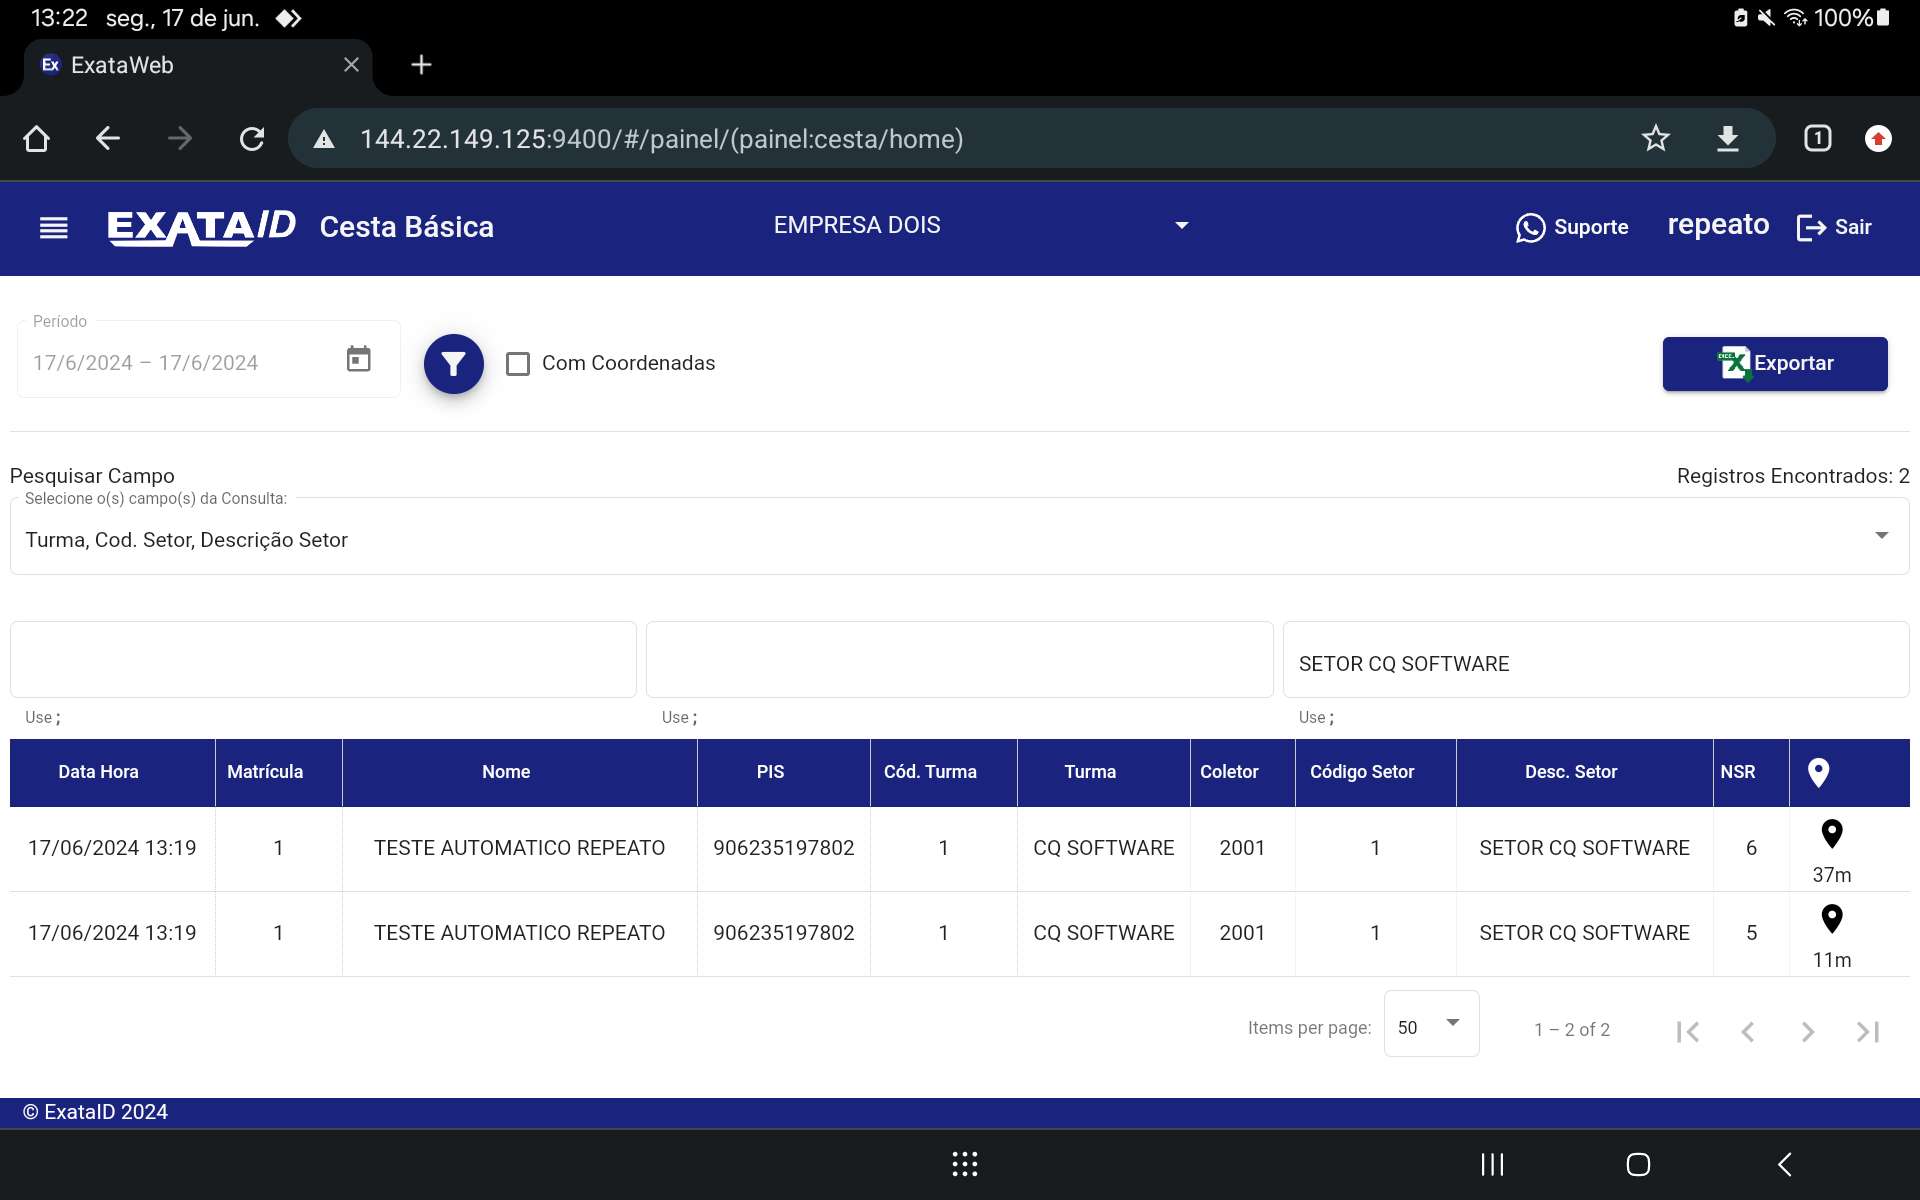 13:22 seg., 17 de jun. 100%
Ex ExataWeb
144.22.149.125:9400/#/painel/(painel:cesta/home) 1
EXATAID Cesta Básica EMPRESA DOIS Suporte repeato Sair
Período
17/6/2024 – 17/6/2024 Com Coordenadas Exportar
Pesquisar Campo Registros Encontrados: 2
Selecione o(s) campo(s) da Consulta:
Turma, Cod. Setor, Descrição Setor
SETOR CQ SOFTWARE
Use ; Use ; Use ;
Data Hora Matrícula Nome PIS Cód. Turma Turma Coletor Código Setor Desc. Setor NSR
17/06/2024 13:19 1 TESTE AUTOMATICO REPEATO 906235197802 1 CQ SOFTWARE 2001 1 SETOR CQ SOFTWARE 6 37m
17/06/2024 13:19 1 TESTE AUTOMATICO REPEATO 906235197802 1 CQ SOFTWARE 2001 1 SETOR CQ SOFTWARE 5 11m
Items per page: 50 1 – 2 of 2
© ExataID 2024